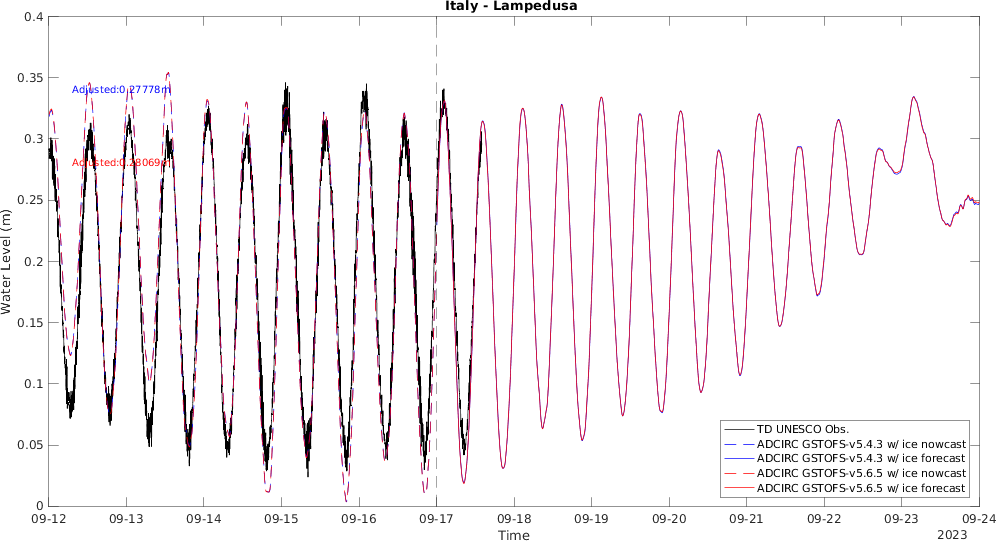 Italy - Lampedusa
0.4
0.35
0.3
0.25
0.2
0.15
0.1
0.05
0
Water Level (m)
Adjusted:0.27778m
Adjusted:0.28069m
TD UNESCO Obs.
ADCIRC GSTOFS-v5.4.3 w/ ice nowcast
ADCIRC GSTOFS-v5.4.3 w/ ice forecast
ADCIRC GSTOFS-v5.6.5 w/ ice nowcast
ADCIRC GSTOFS-v5.6.5 w/ ice forecast
09-12 09-13 09-14 09-15 09-16 09-17 09-18 09-19 09-20 09-21 09-22 09-23 09-24
Time
2023